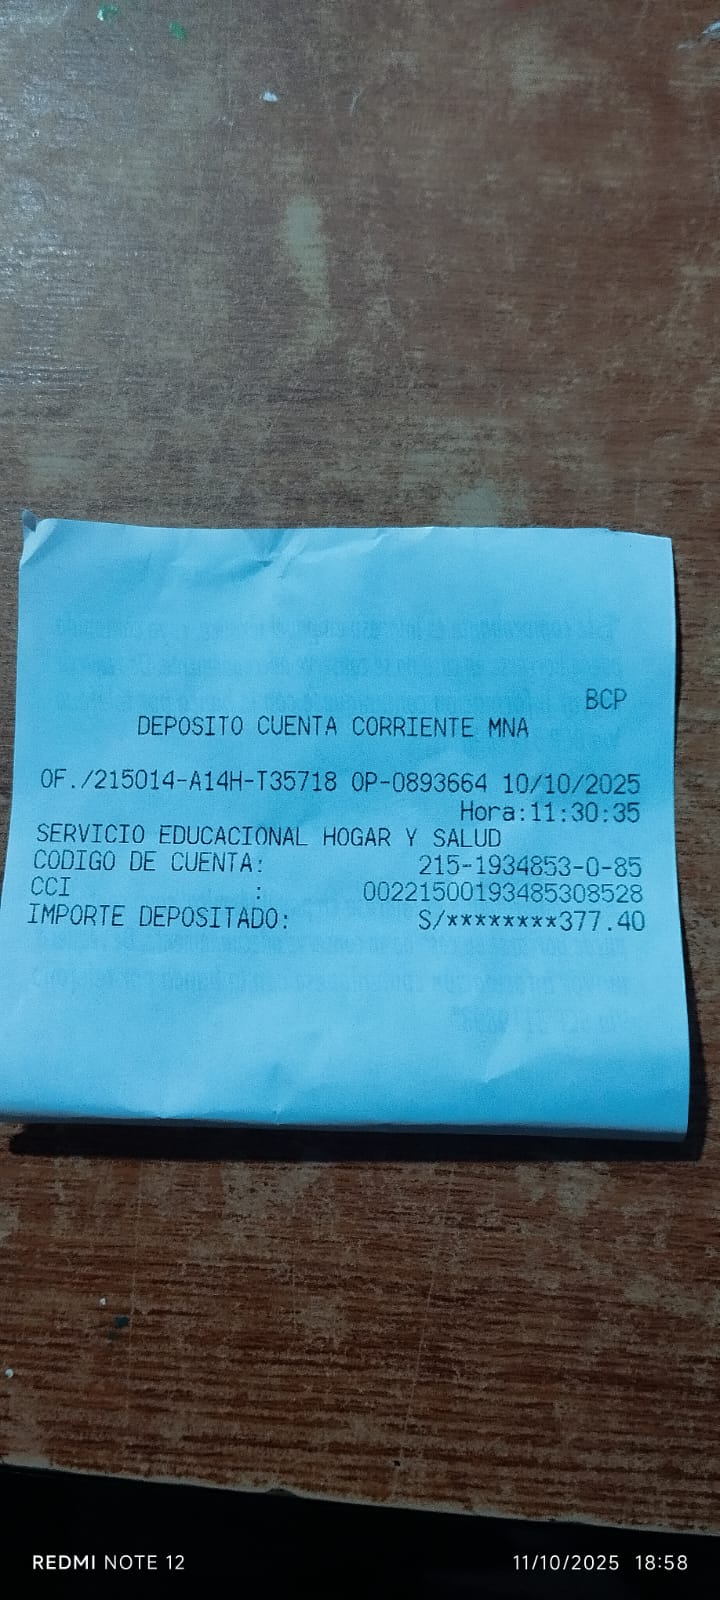 BCP
DEPOSITO CUENTA CORRIENTE MNA
OF./215014-A14H-T35718 OP-0893664 10/10/2025
Hora:11:30:35
SERVICIO EDUCACIONAL HOGAR Y SALUD
CODIGO DE CUENTA: 215-1934853-0-85
CCI : 00221500193485308528
IMPORTE DEPOSITADO: S/********377.40
REDMI NOTE 12 11/10/2025 18:58